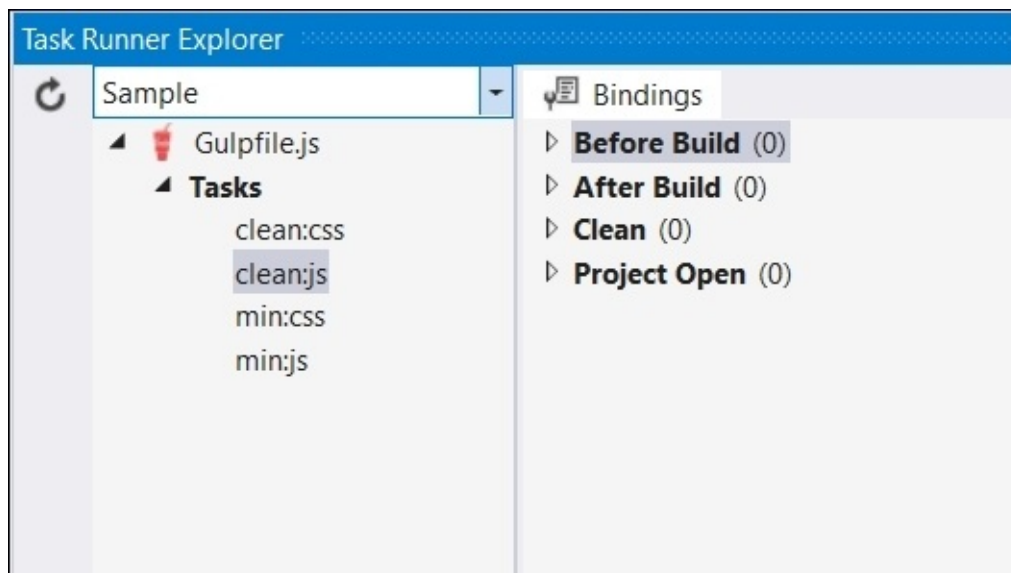 Task Runner Explorer
Sample
Gulpfile.js
Tasks
clean:css
clean:js
min:css
min:js
Bindings
Before Build (0)
After Build (0)
Clean (0)
Project Open (0)